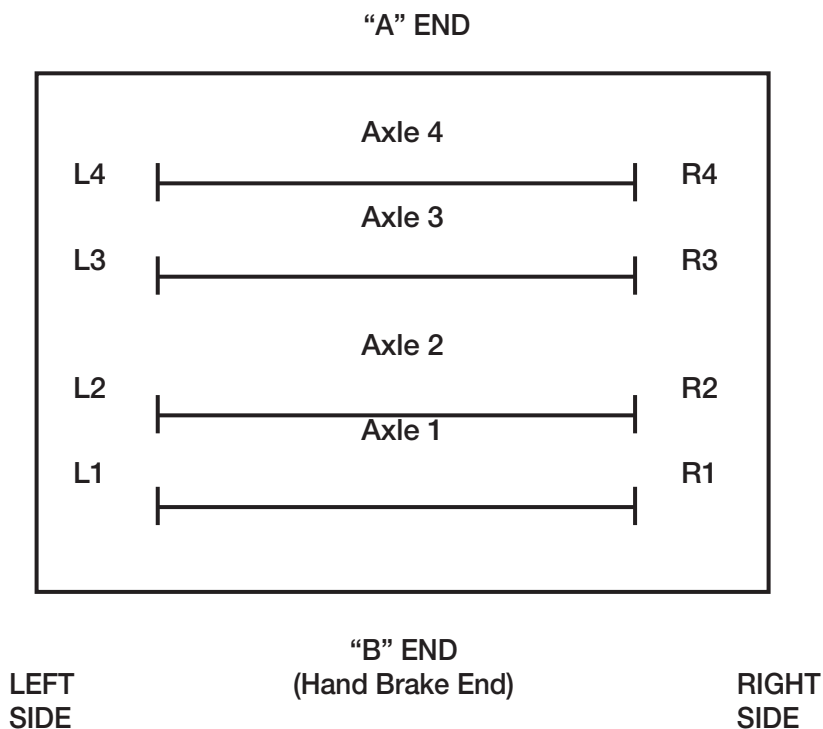 “A” END
Axle 4
L4 R4
Axle 3
L3 R3
Axle 2
L2 R2
Axle 1
L1 R1
“B” END
LEFT (Hand Brake End) RIGHT
SIDE SIDE